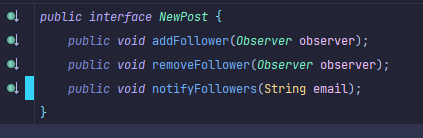 public interface NewPost {
public void addFollower(Observer observer);
public void removeFollower(Observer observer);
public void notifyFollowers(String email);
}